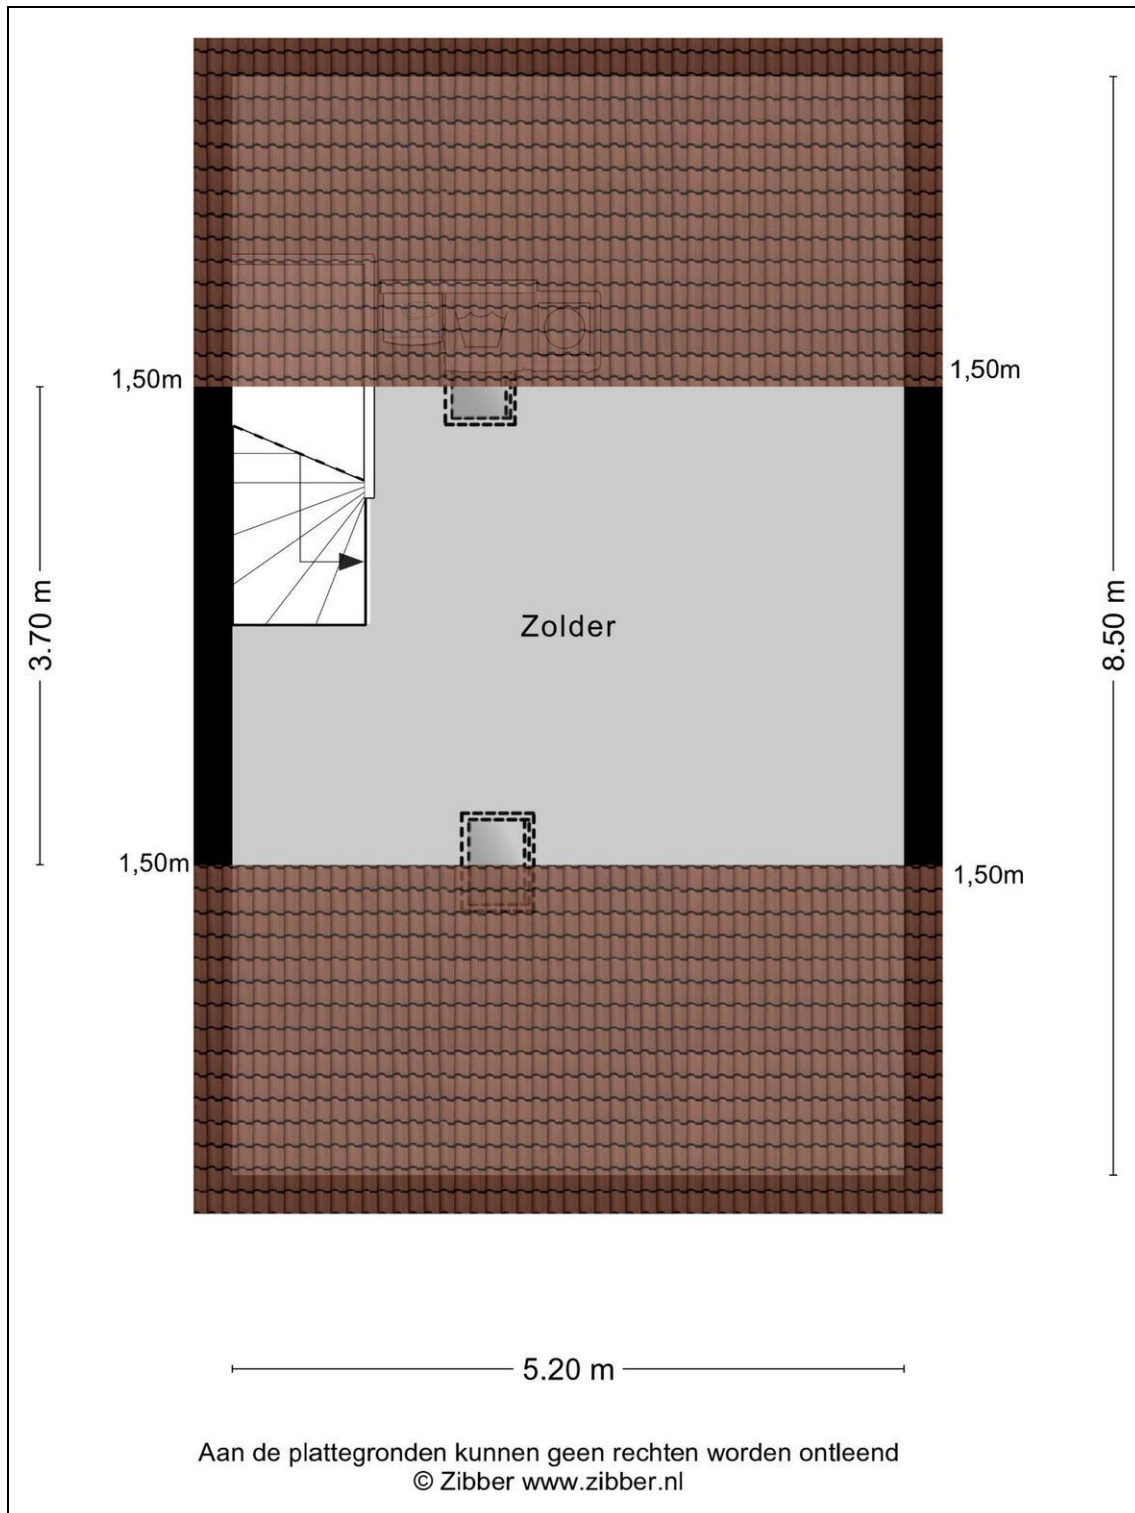 1,50m
1,50m
3.70 m
8.50 m
Zolder
1,50m
1,50m
5.20 m
Aan de plattegronden kunnen geen rechten worden ontleend
© Zibber www.zibber.nl